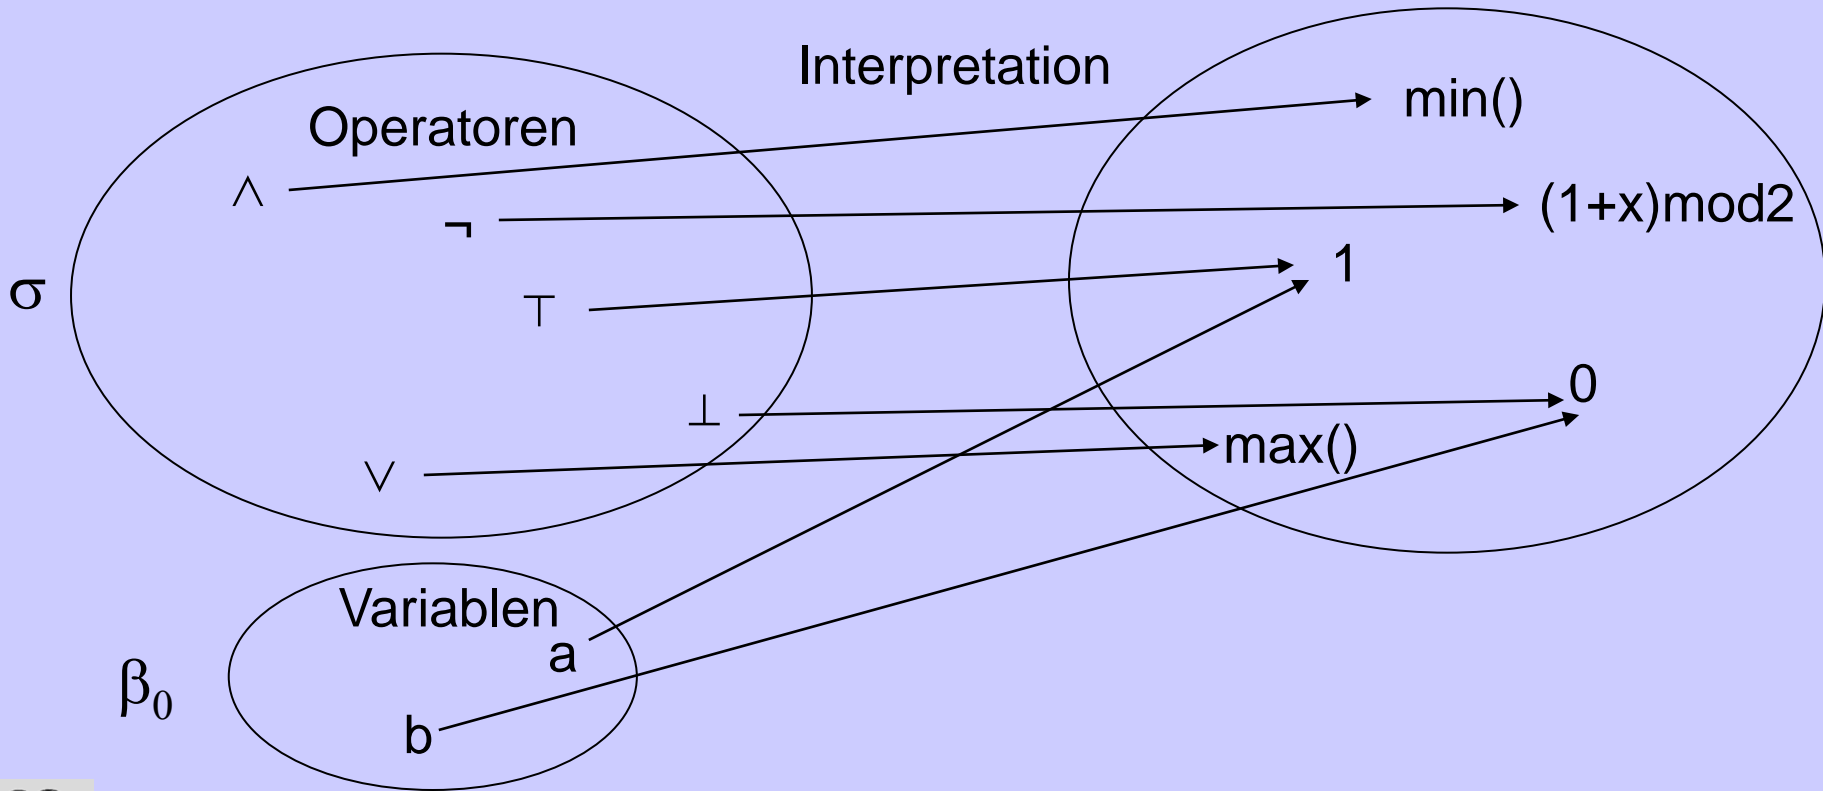 Interpretation
Operatoren
∧
¬
⊤
⊥
∨
σ
min()
(1+x)mod2
1
0
max()
Variablen
a
b
β₀